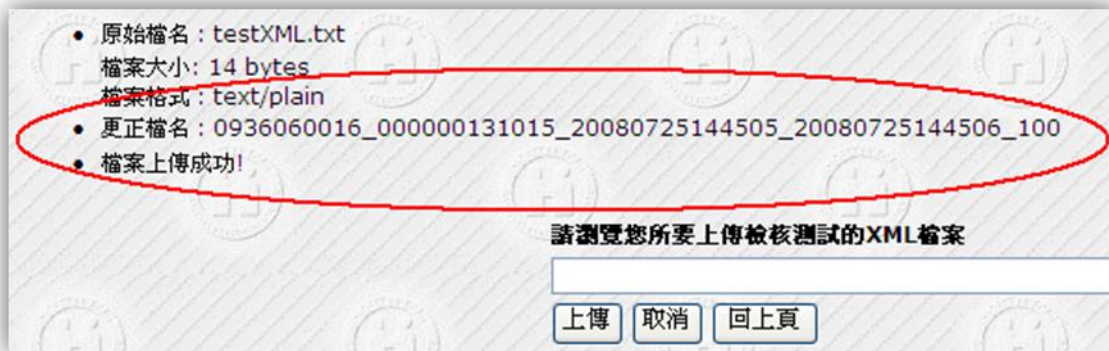 • 原始檔名：testXML.txt
檔案大小: 14 bytes
檔案格式：text/plain
• 更正檔名：0936060016_000000131015_20080725144505_20080725144506_100
• 檔案上傳成功!
請瀏覽您所要上傳檢核測試的XML檔案
上傳 取消 回上頁